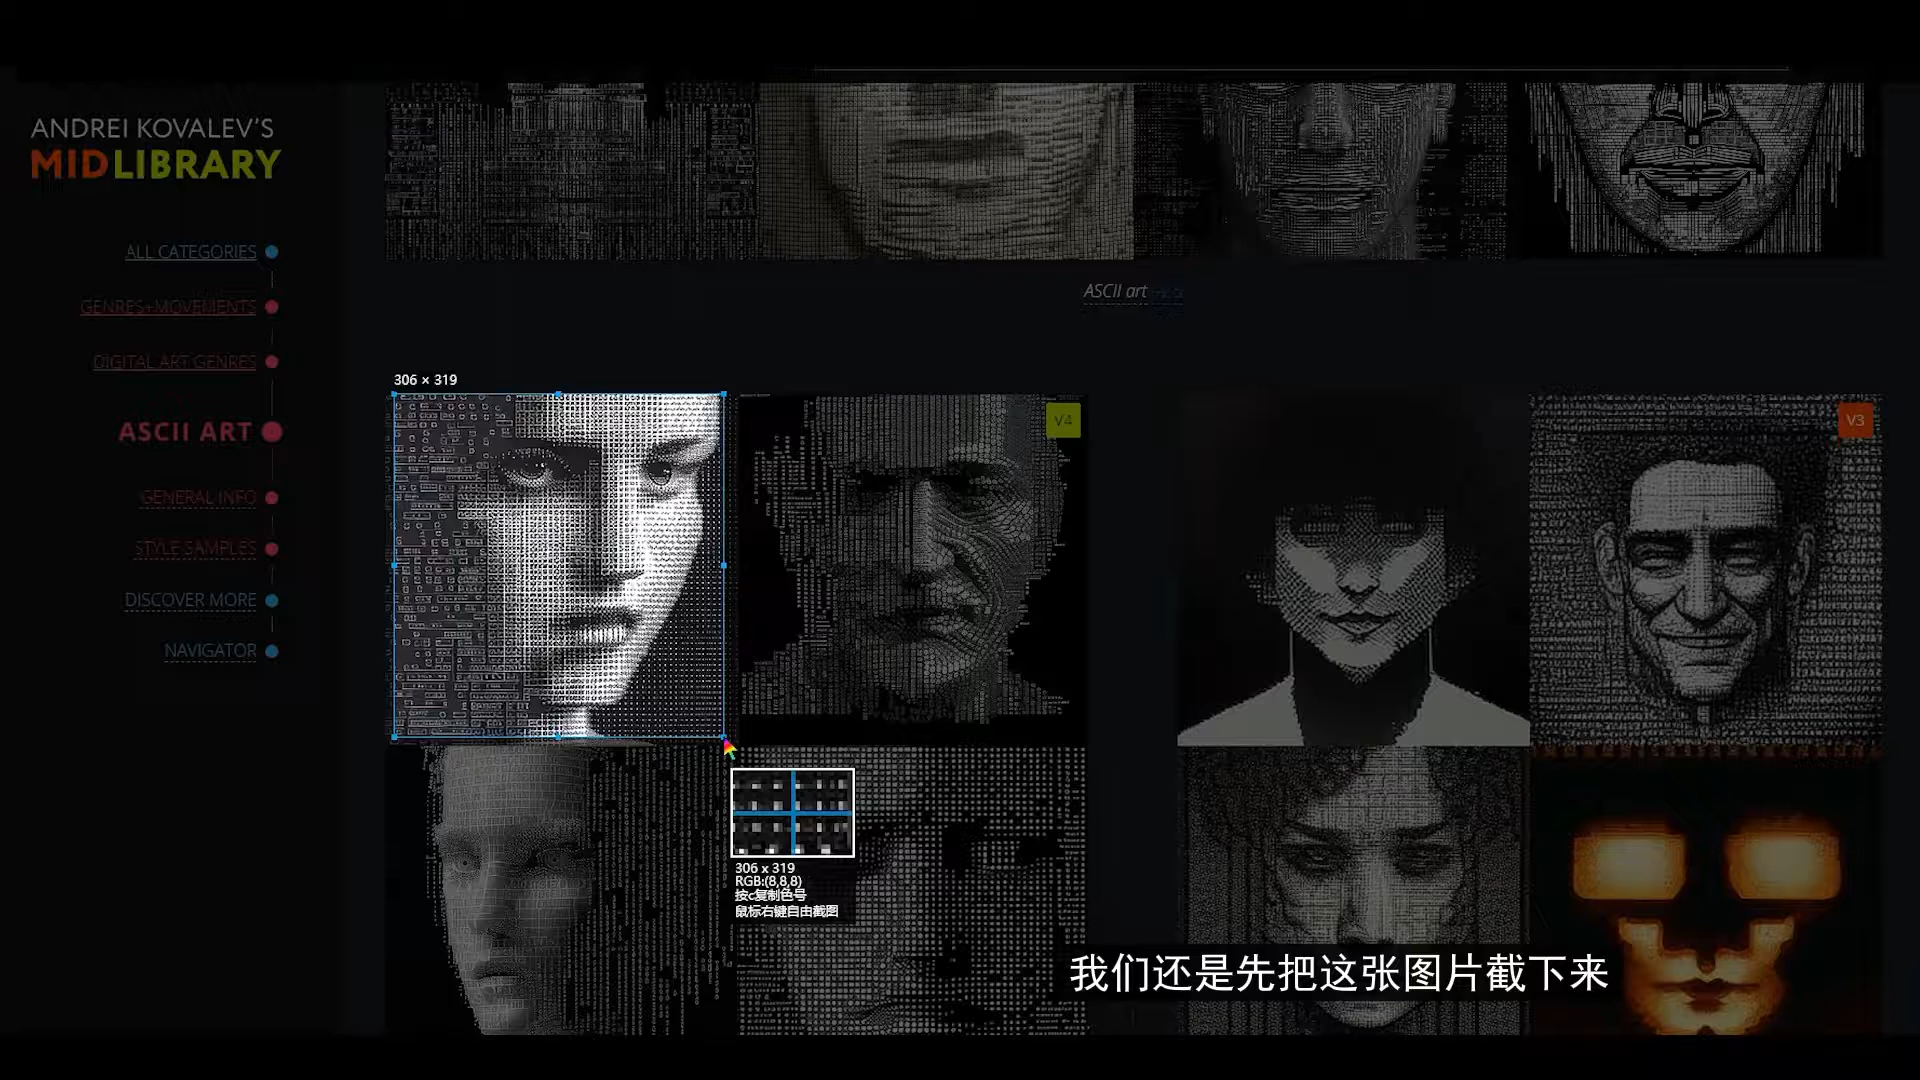 ANDREI KOVALEV'S
MIDLIBRARY
ALL CATEGORIES
GENRES+MOVEMENTS
DIGITAL ART GENRES
ASCII ART
GENERAL INFO
STYLE SAMPLES
DISCOVER MORE
NAVIGATOR
ASCII art
306 × 319
V4
V3
306 x 319
RGB:(8,8,8)
按c复制色号
鼠标右键自由截图
我们还是先把这张图片截下来